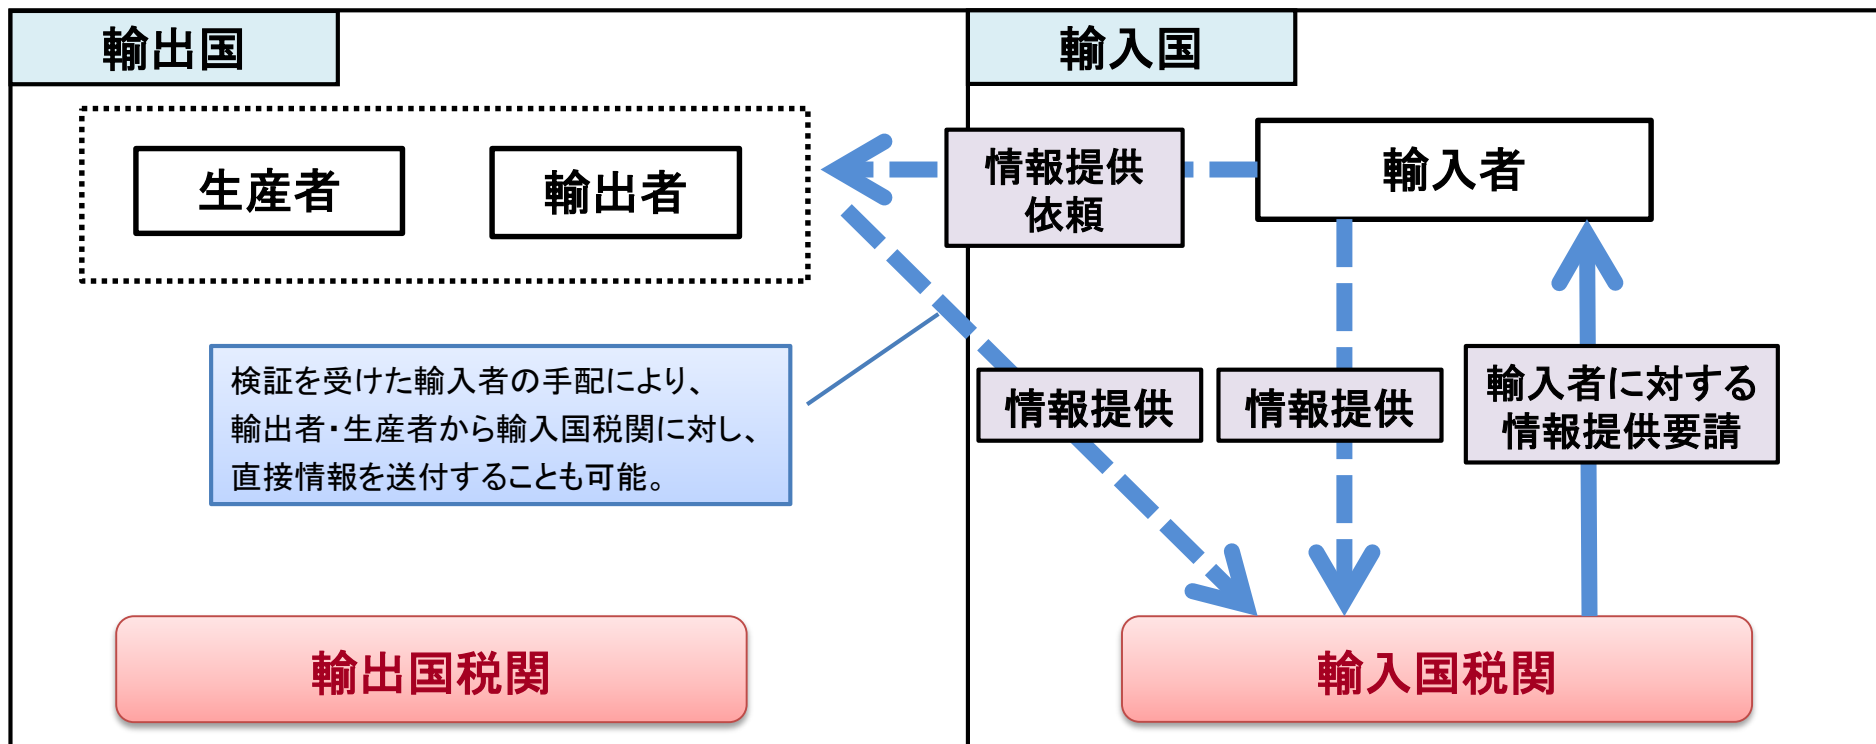 輸出国
輸入国
生産者
輸出者
情報提供
依頼
輸入者
検証を受けた輸入者の手配により、
輸出者・生産者から輸入国税関に対し、
直接情報を送付することも可能。
情報提供
情報提供
輸入者に対する
情報提供要請
輸出国税関
輸入国税関